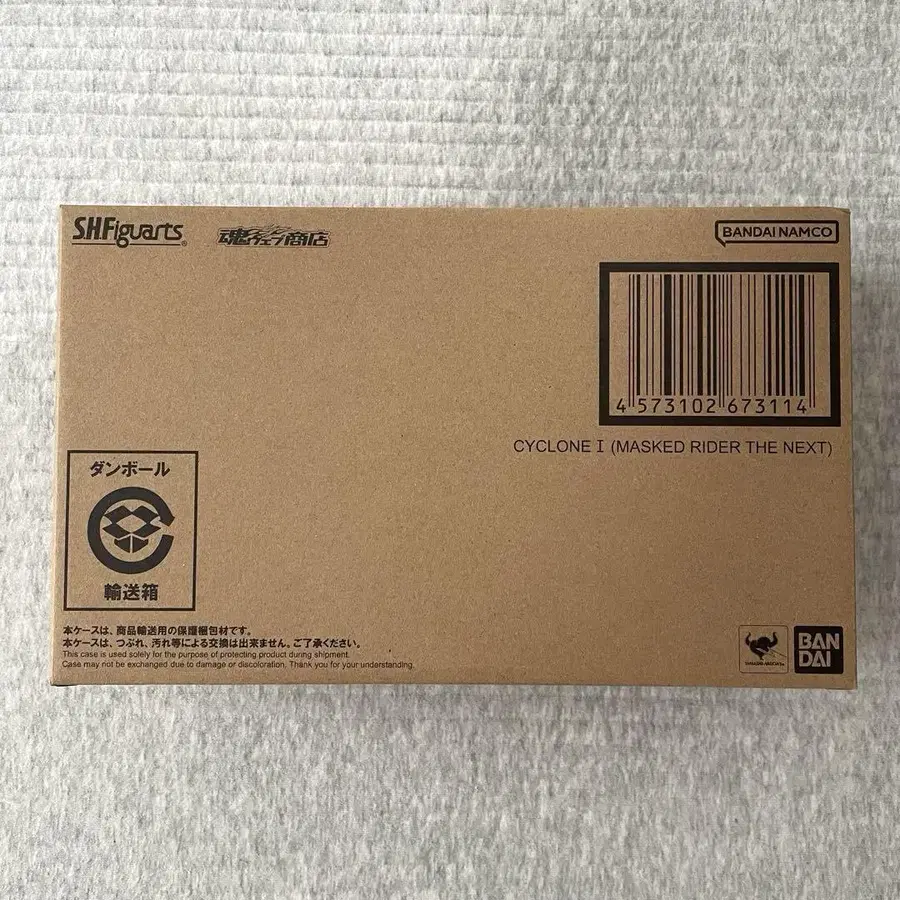 S.H.Figuarts
魂ウェブ商店
BANDAI NAMCO
4 573102 673114
CYCLONE I (MASKED RIDER THE NEXT)
ダンボール
輸送箱
本ケースは、商品輸送用の保護梱包材です。
本ケースは、つぶれ、汚れ等による交換は出来ません。ご了承ください。
This case is used solely for the purpose of protecting product during shipment.
Case may not be exchanged due to damage or discoloration. Thank you for your understanding.
BAN
DAI